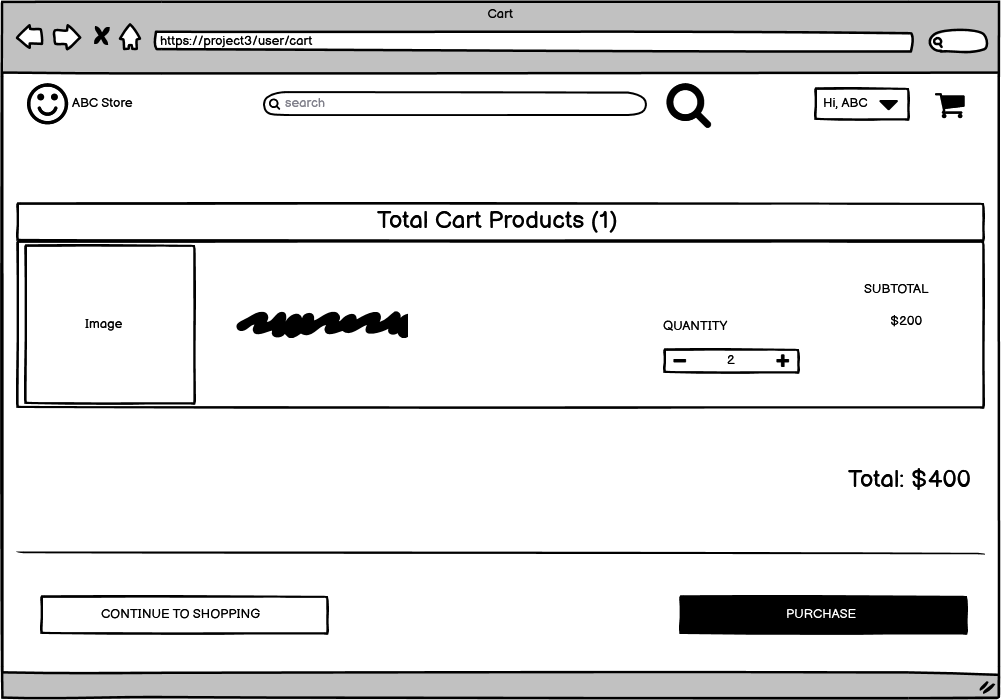 Cart
https://project3/user/cart
ABC Store
search
Hi, ABC
Total Cart Products (1)
Image
QUANTITY
2
SUBTOTAL
$200
Total: $400
CONTINUE TO SHOPPING
PURCHASE